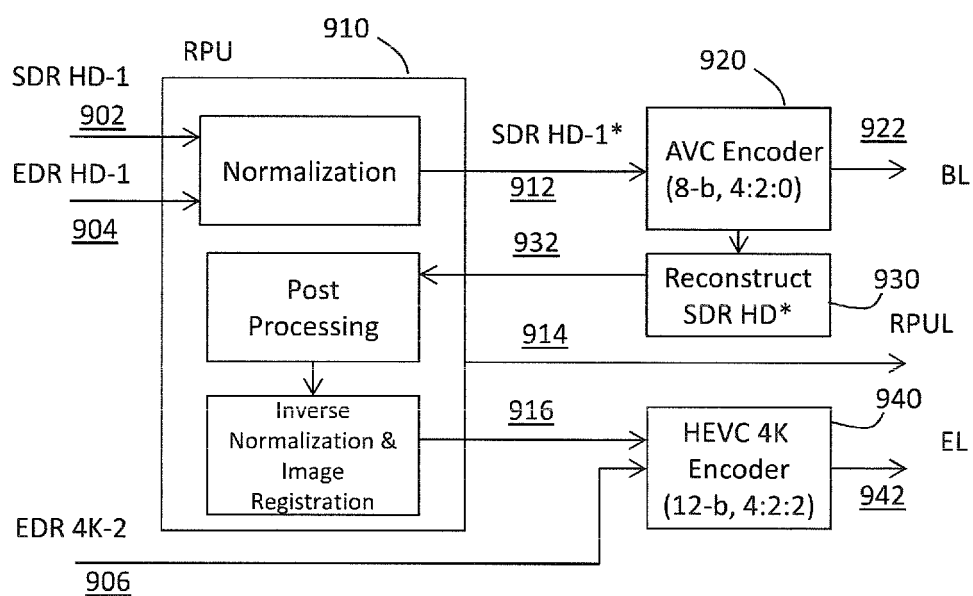 RPU
910
SDR HD-1
902
EDR HD-1
904
Normalization
SDR HD-1*
912
920
AVC Encoder
(8-b, 4:2:0)
922
BL
932
Post
Processing
Reconstruct
SDR HD*
930
RPUL
914
Inverse
Normalization &
Image
Registration
916
940
HEVC 4K
Encoder
(12-b, 4:2:2)
EL
942
EDR 4K-2
906